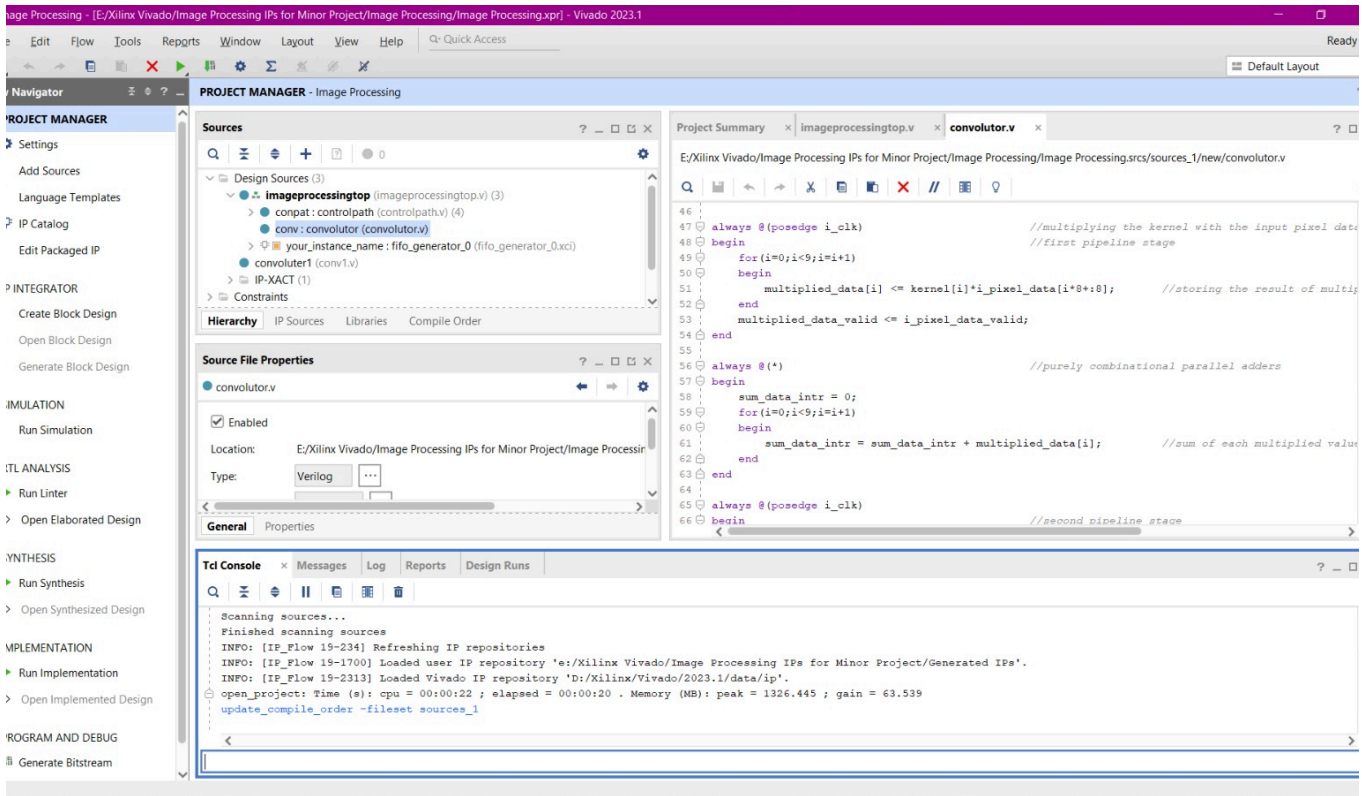 mage Processing - [E:/Xilinx Vivado/Image Processing IPs for Minor Project/Image Processing/Image Processing.xpr] - Vivado 2023.1
Edit Flow Tools Reports Window Layout View Help Quick Access
Ready
Default Layout
Navigator
PROJECT MANAGER - Image Processing
PROJECT MANAGER
Settings
Add Sources
Language Templates
IP Catalog
Edit Packaged IP
P INTEGRATOR
Create Block Design
Open Block Design
Generate Block Design
IMULATION
Run Simulation
TL ANALYSIS
Run Linter
Open Elaborated Design
YNTHESIS
Run Synthesis
Open Synthesized Design
MPLEMENTATION
Run Implementation
Open Implemented Design
ROGRAM AND DEBUG
Generate Bitstream
Sources
0
Design Sources (3)
imageprocessingtop (imageprocessingtop.v) (3)
conpat : controlpath (controlpath.v) (4)
conv : convolutor (convolutor.v)
your_instance_name : fifo_generator_0 (fifo_generator_0.xci)
convoluter1 (conv1.v)
IP-XACT (1)
Constraints
Hierarchy IP Sources Libraries Compile Order
Source File Properties
convolutor.v
Enabled
Location: E:/Xilinx Vivado/Image Processing IPs for Minor Project/Image Processin
Type: Verilog ...
General Properties
Project Summary imageprocessingtop.v convolutor.v
E:/Xilinx Vivado/Image Processing IPs for Minor Project/Image Processing/Image Processing.srcs/sources_1/new/convolutor.v
46
47 always @(posedge i_clk) //multiplying the kernel with the input pixel data
48 begin //first pipeline stage
49 for(i=0;i<9;i=i+1)
50 begin
51 multiplied_data[i] <= kernel[i]*i_pixel_data[i*8+:8]; //storing the result of multip
52 end
53 multiplied_data_valid <= i_pixel_data_valid;
54 end
55
56 always @(*) //purely combinational parallel adders
57 begin
58 sum_data_intr = 0;
59 for(i=0;i<9;i=i+1)
60 begin
61 sum_data_intr = sum_data_intr + multiplied_data[i]; //sum of each multiplied value
62 end
63 end
64
65 always @(posedge i_clk)
66 begin //second pipeline stage
Tcl Console Messages Log Reports Design Runs
Scanning sources...
Finished scanning sources
INFO: [IP_Flow 19-234] Refreshing IP repositories
INFO: [IP_Flow 19-1700] Loaded user IP repository 'e:/Xilinx Vivado/Image Processing IPs for Minor Project/Generated IPs'.
INFO: [IP_Flow 19-2313] Loaded Vivado IP repository 'D:/Xilinx/Vivado/2023.1/data/ip'.
open_project: Time (s): cpu = 00:00:22 ; elapsed = 00:00:20 . Memory (MB): peak = 1326.445 ; gain = 63.539
update_compile_order -fileset sources_1